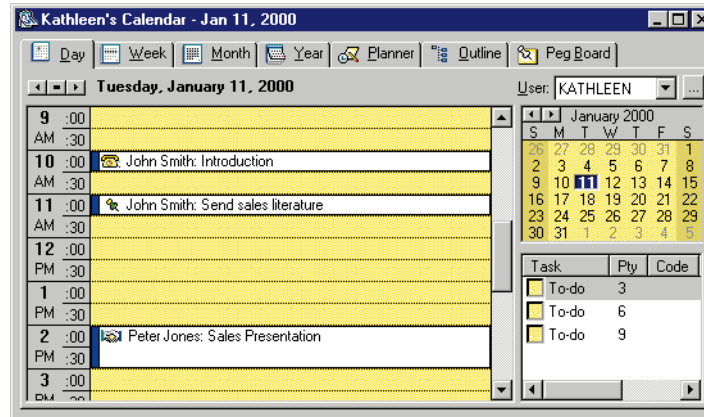 Kathleen's Calendar - Jan 11, 2000
Day Week Month Year Planner Outline Peg Board
Tuesday, January 11, 2000
User: KATHLEEN ...
9 :00
AM :30
10 :00 John Smith: Introduction
AM :30
11 :00 John Smith: Send sales literature
AM :30
12 :00
PM :30
1 :00
PM :30
2 :00 Peter Jones: Sales Presentation
PM :30
3 :00
PM :30
January 2000
S M T W T F S
26 27 28 29 30 31 1
2 3 4 5 6 7 8
9 10 11 12 13 14 15
16 17 18 19 20 21 22
23 24 25 26 27 28 29
30 31 1 2 3 4 5
Task Pty Code
To-do 3
To-do 6
To-do 9